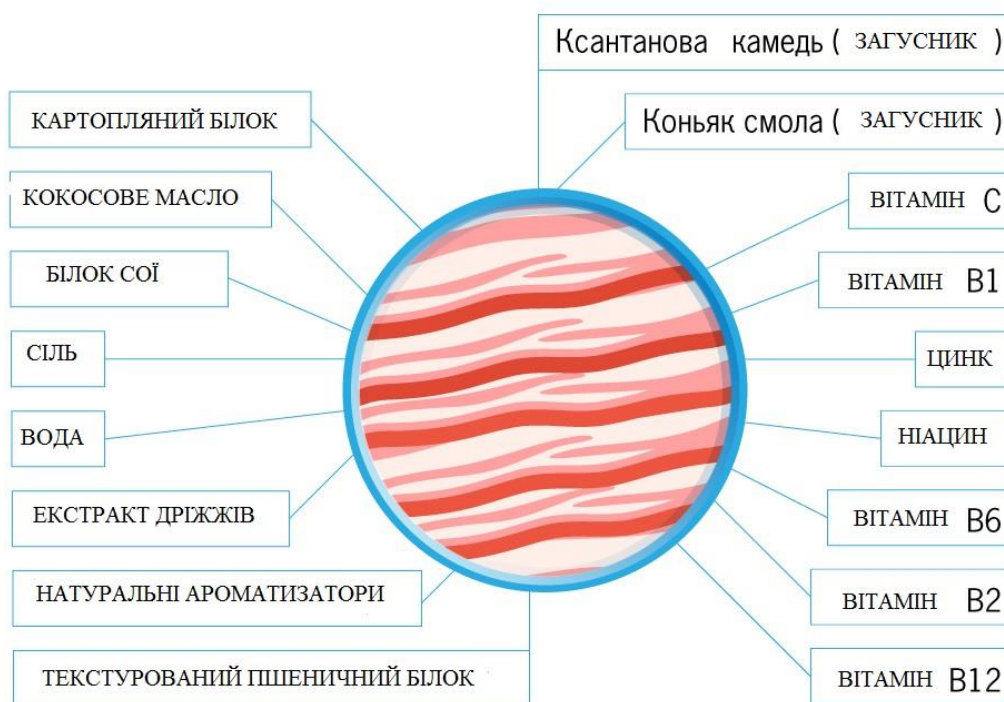 Ксантанова камедь ( ЗАГУСНИК )
Коньяк смола ( ЗАГУСНИК )
КАРТОПЛЯНИЙ БІЛОК
КОКОСОВЕ МАСЛО
БІЛОК СОЇ
СІЛЬ
ВОДА
ЕКСТРАКТ ДРІЖЖІВ
НАТУРАЛЬНІ АРОМАТИЗАТОРИ
ТЕКСТУРОВАНИЙ ПШЕНИЧНИЙ БІЛОК
ВІТАМІН C
ВІТАМІН B1
ЦИНК
НІАЦИН
ВІТАМІН B6
ВІТАМІН B2
ВІТАМІН B12